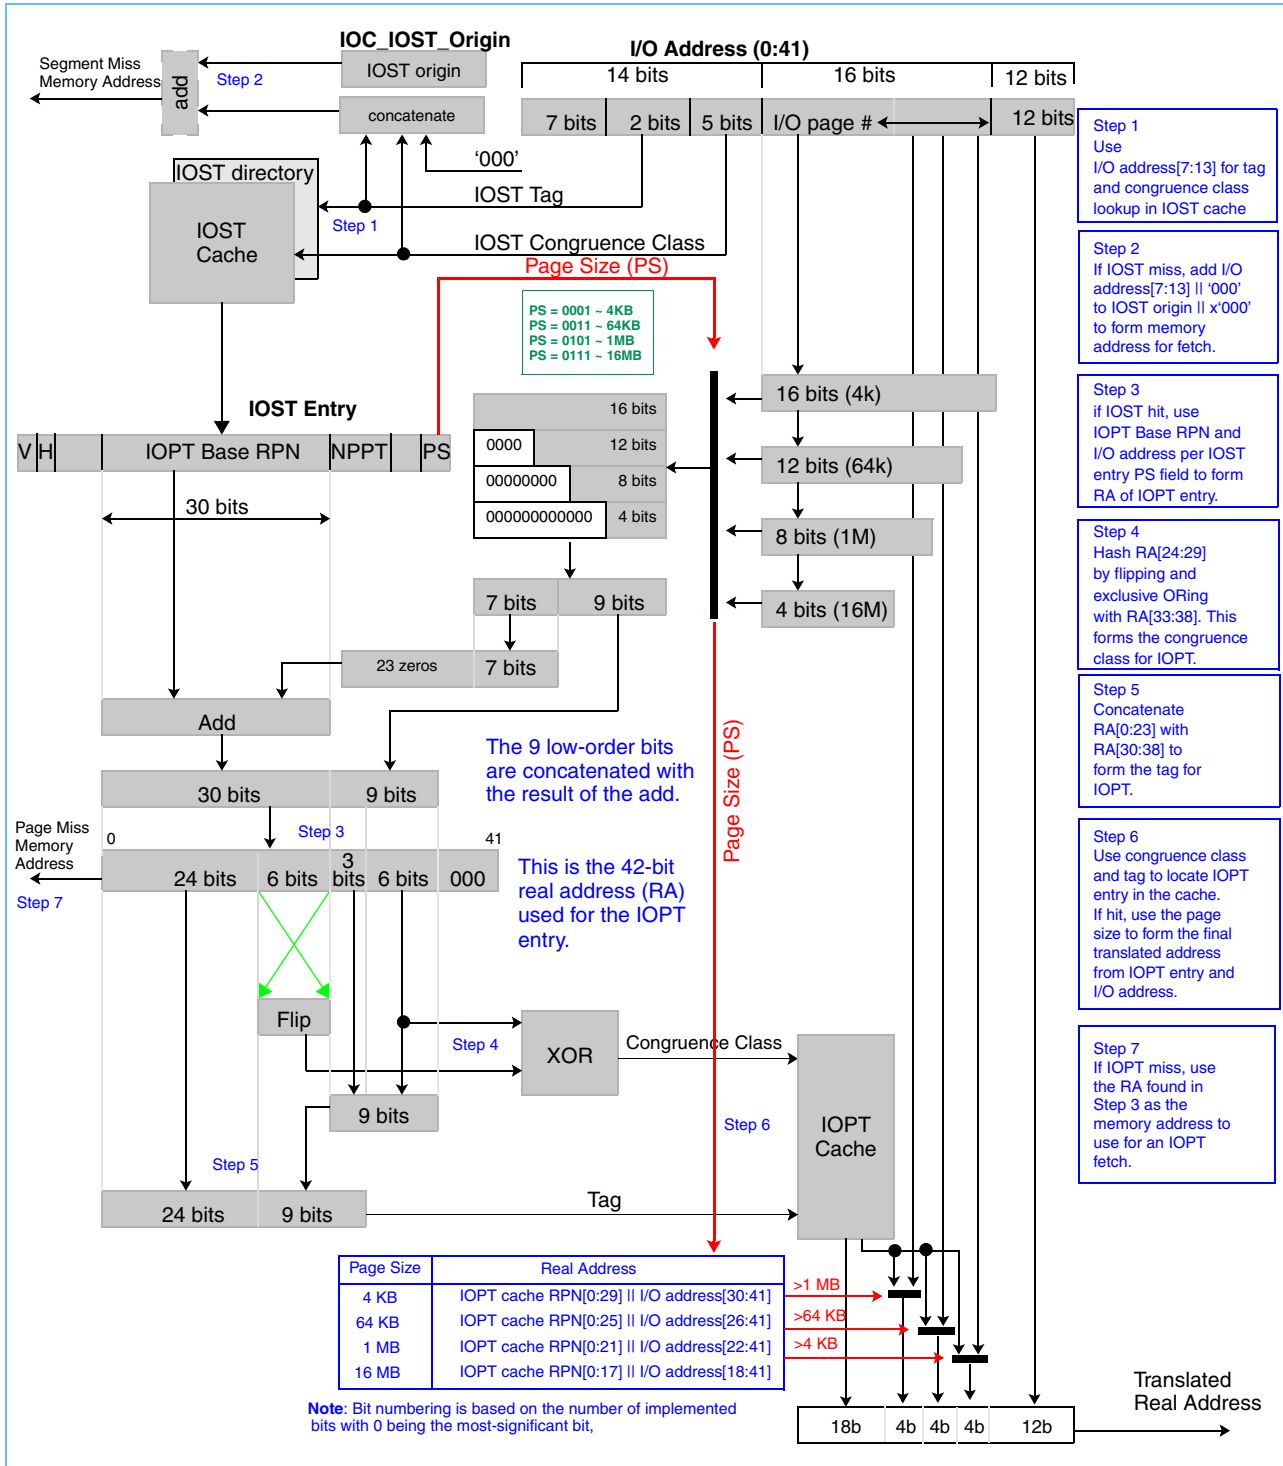 IOC_IOST_Origin
I/O Address (0:41)
Segment Miss
Memory Address
add
Step 2
IOST origin
14 bits
16 bits
12 bits
concatenate
7 bits
2 bits
5 bits
I/O page #
12 bits
'000'
IOST directory
IOST Tag
IOST
Cache
Step 1
IOST Congruence Class
Page Size (PS)
PS = 0001 ~ 4KB
PS = 0011 ~ 64KB
PS = 0101 ~ 1MB
PS = 0111 ~ 16MB
IOST Entry
V
H
IOPT Base RPN
NPPT
PS
30 bits
16 bits
0000
12 bits
00000000
8 bits
000000000000
4 bits
16 bits (4k)
12 bits (64k)
8 bits (1M)
4 bits (16M)
7 bits
9 bits
23 zeros
7 bits
Add
The 9 low-order bits
are concatenated with
the result of the add.
Page Size (PS)
30 bits
9 bits
Page Miss
Memory
Address
Step 7
0
Step 3
41
24 bits
6 bits
3
bits
6 bits
000
This is the 42-bit
real address (RA)
used for the IOPT
entry.
Flip
Step 4
XOR
Congruence Class
9 bits
Step 6
IOPT
Cache
Step 5
24 bits
9 bits
Tag
Page Size
Real Address
4 KB
IOPT cache RPN[0:29] || I/O address[30:41]
64 KB
IOPT cache RPN[0:25] || I/O address[26:41]
1 MB
IOPT cache RPN[0:21] || I/O address[22:41]
16 MB
IOPT cache RPN[0:17] || I/O address[18:41]
>1 MB
>64 KB
>4 KB
Note: Bit numbering is based on the number of implemented
bits with 0 being the most-significant bit,
18b
4b
4b
4b
12b
Translated
Real Address
Step 1
Use
I/O address[7:13] for tag
and congruence class
lookup in IOST cache
Step 2
If IOST miss, add I/O
address[7:13] || '000'
to IOST origin || x'000'
to form memory
address for fetch.
Step 3
if IOST hit, use
IOPT Base RPN and
I/O address per IOST
entry PS field to form
RA of IOPT entry.
Step 4
Hash RA[24:29]
by flipping and
exclusive ORing
with RA[33:38]. This
forms the congruence
class for IOPT.
Step 5
Concatenate
RA[0:23] with
RA[30:38] to
form the tag for
IOPT.
Step 6
Use congruence class
and tag to locate IOPT
entry in the cache.
If hit, use the page
size to form the final
translated address
from IOPT entry and
I/O address.
Step 7
If IOPT miss, use
the RA found in
Step 3 as the
memory address to
use for an IOPT
fetch.